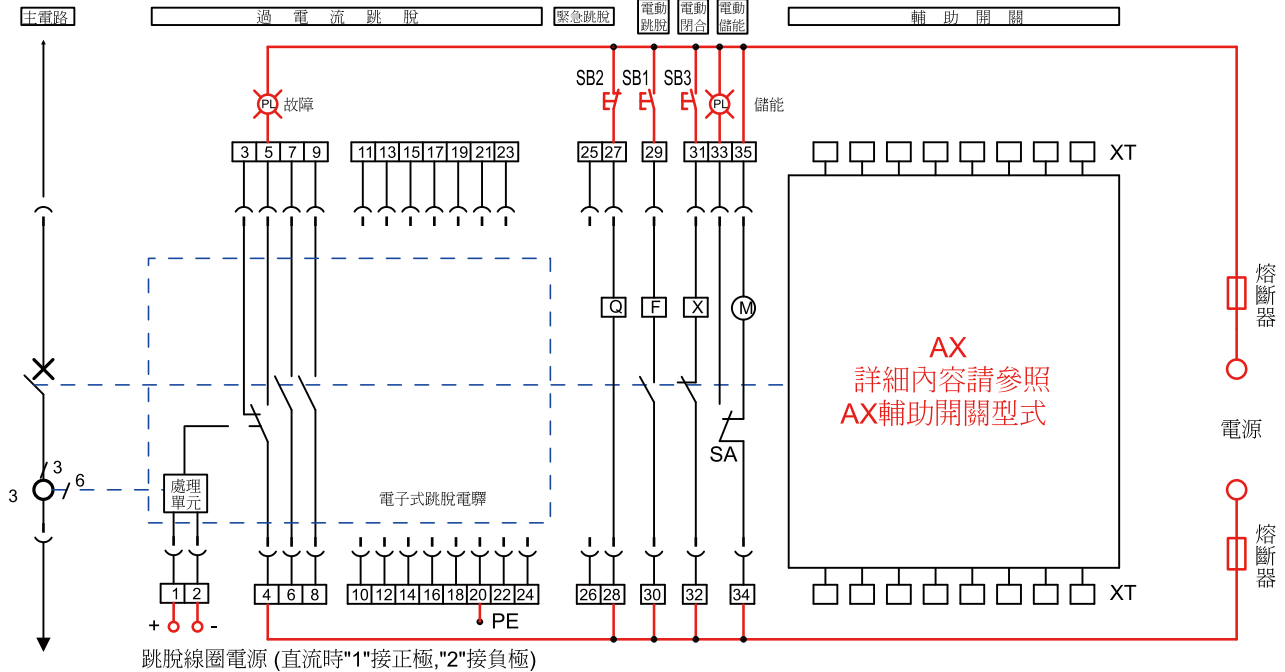 主電路
過電流跳脫
緊急跳脫
電動
跳脫
電動
閉合
電動
儲能
輔助開關
SB2
SB1
SB3
PL
故障
PL
儲能
3 5 7 9
11 13 15 17 19 21 23
25 27
29
31 33 35
XT
Q
F
X
M
熔斷器
AX
詳細內容請參照
AX輔助開關型式
電源
SA
3
3
6
處理
單元
電子式跳脫電驛
熔斷器
1 2
4 6 8
10 12 14 16 18 20 22 24
26 28
30
32
34
XT
+
-
PE
跳脫線圈電源 (直流時"1"接正極,"2"接負極)